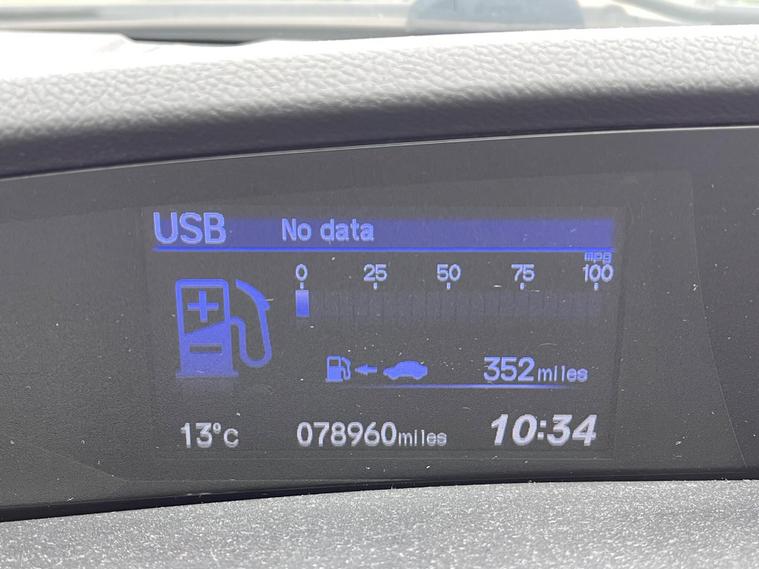 USB No data
mpg
0 25 50 75 100
352 miles
13°C 078960 miles 10:34